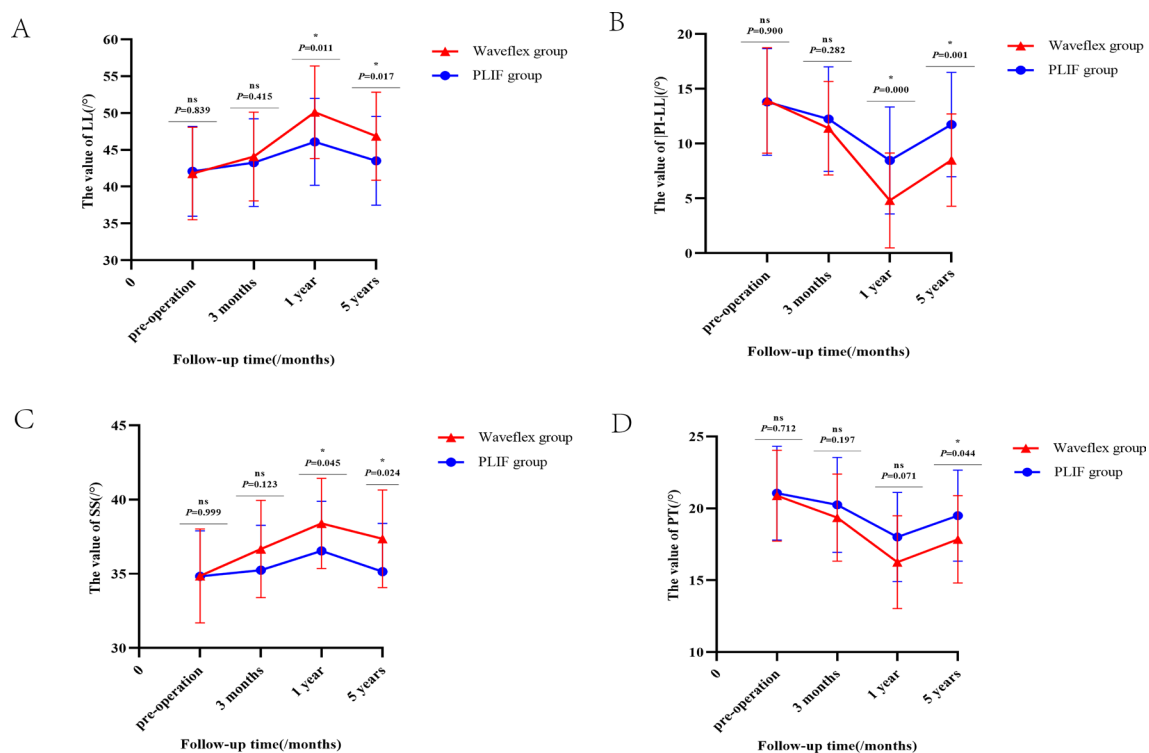 A
The value of LL(/°)
60
55
50
45
40
35
30
0
ns
P=0.839
ns
P=0.415
*
P=0.011
*
P=0.017
Waveflex group
PLIF group
pre-operation
3 months
1 year
5 years
Follow-up time(/months)
B
The value of |PI-LL|(/°)
20
15
10
5
0
ns
P=0.900
ns
P=0.282
*
P=0.000
*
P=0.001
Waveflex group
PLIF group
pre-operation
3 months
1 year
5 years
Follow-up time(/months)
C
The value of SS(/°)
45
40
35
30
0
ns
P=0.999
ns
P=0.123
*
P=0.045
*
P=0.024
Waveflex group
PLIF group
pre-operation
3 months
1 year
5 years
Follow-up time(/months)
D
The value of PT(/°)
25
20
15
10
0
ns
P=0.712
ns
P=0.197
ns
P=0.071
*
P=0.044
Waveflex group
PLIF group
pre-operation
3 months
1 year
5 years
Follow-up time(/months)